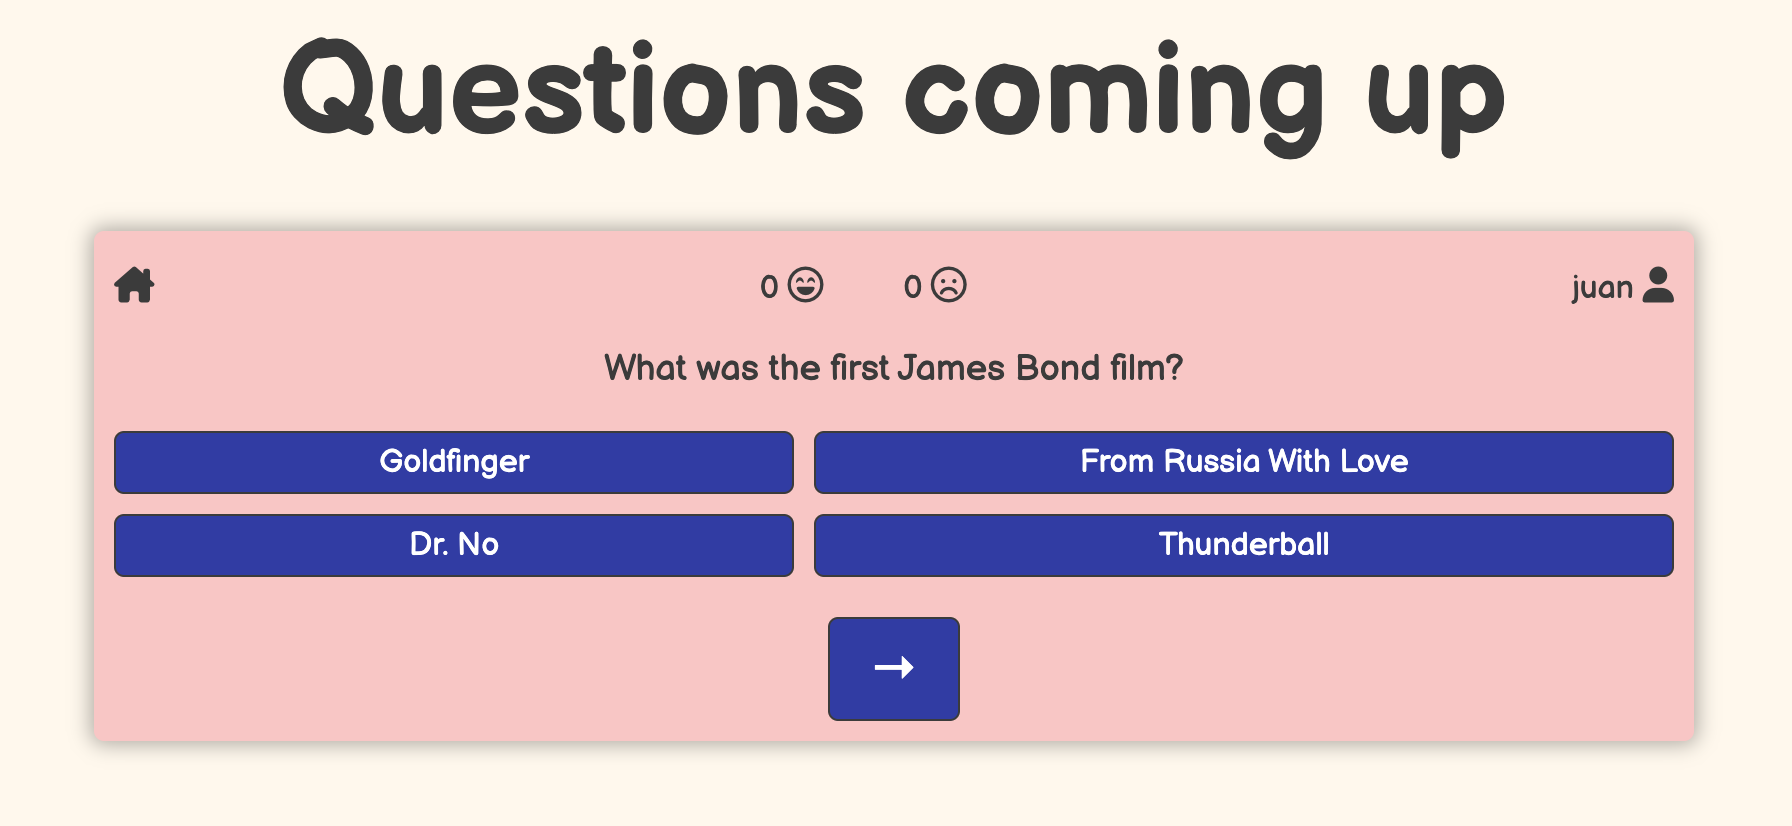 Questions coming up
0 0 juan
What was the first James Bond film?
Goldfinger From Russia With Love
Dr. No Thunderball